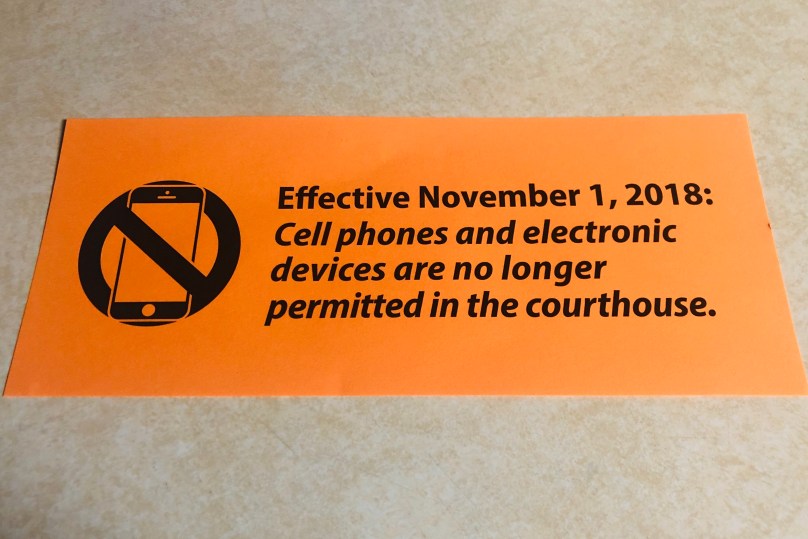 Effective November 1, 2018:
Cell phones and electronic
devices are no longer
permitted in the courthouse.